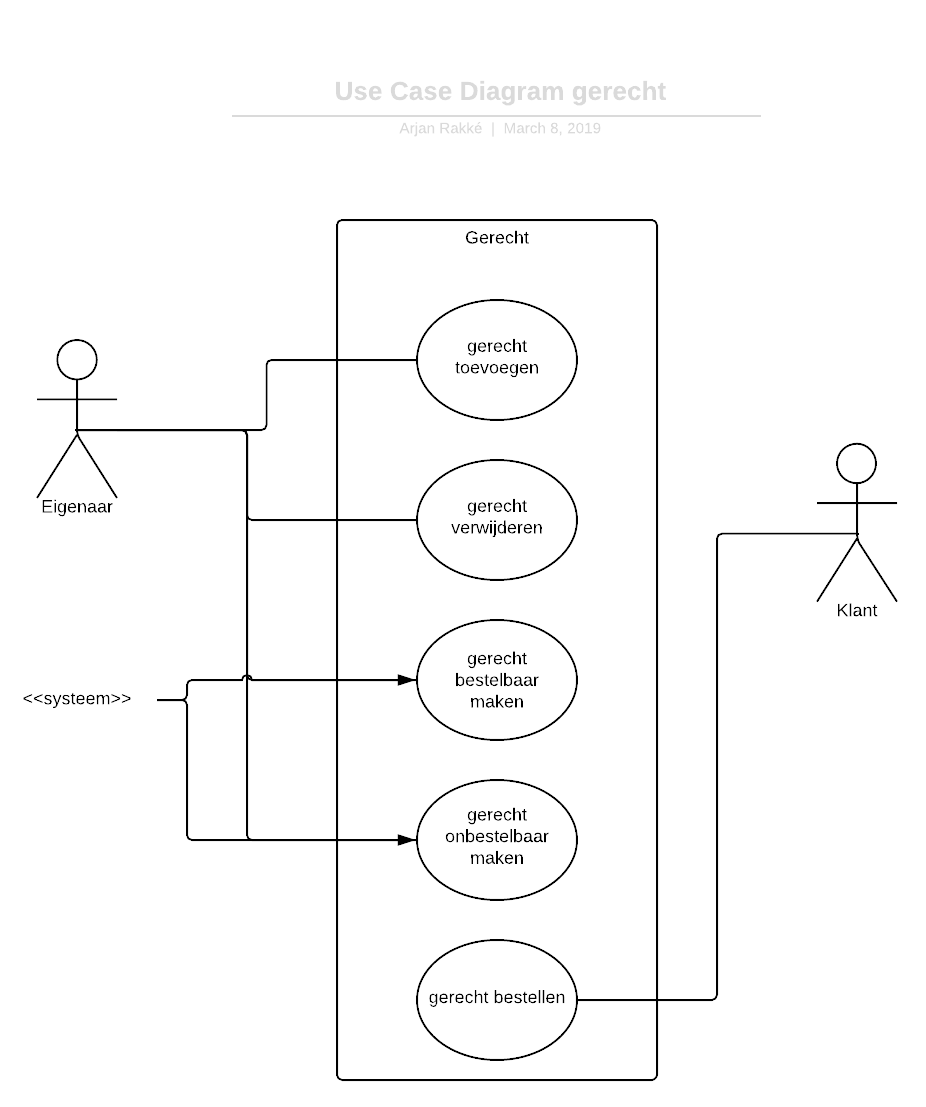 Use Case Diagram gerecht
Arjan Rakké | March 8, 2019
Gerecht
gerecht
toevoegen
Eigenaar
gerecht
verwijderen
Klant
gerecht
bestelbaar
maken
<<systeem>>
gerecht
onbestelbaar
maken
gerecht bestellen